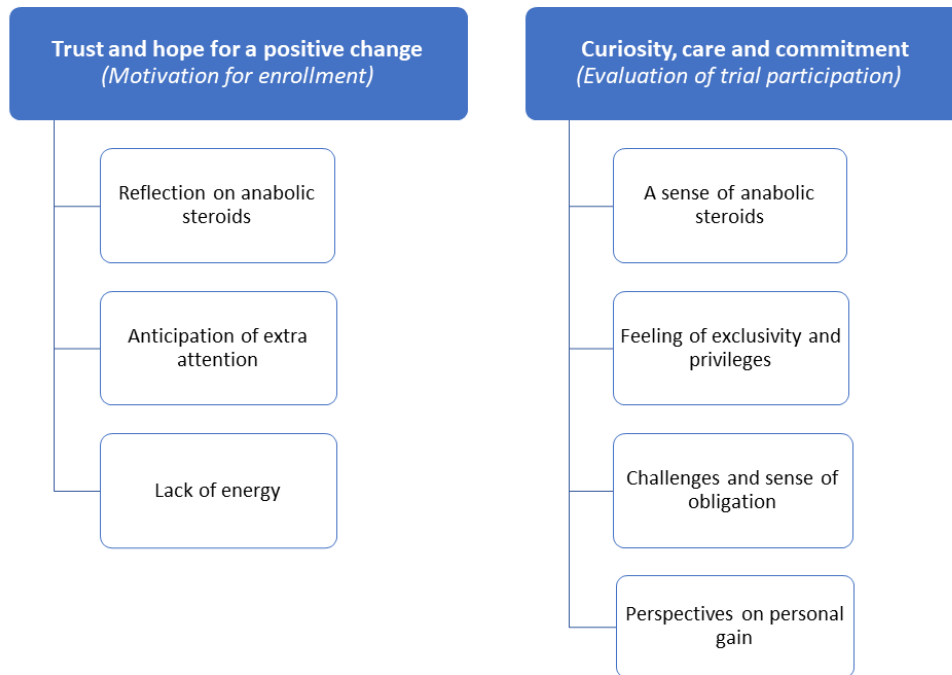 Trust and hope for a positive change
(Motivation for enrollment)
Reflection on anabolic
steroids
Anticipation of extra
attention
Lack of energy
Curiosity, care and commitment
(Evaluation of trial participation)
A sense of anabolic
steroids
Feeling of exclusivity and
privileges
Challenges and sense of
obligation
Perspectives on personal
gain